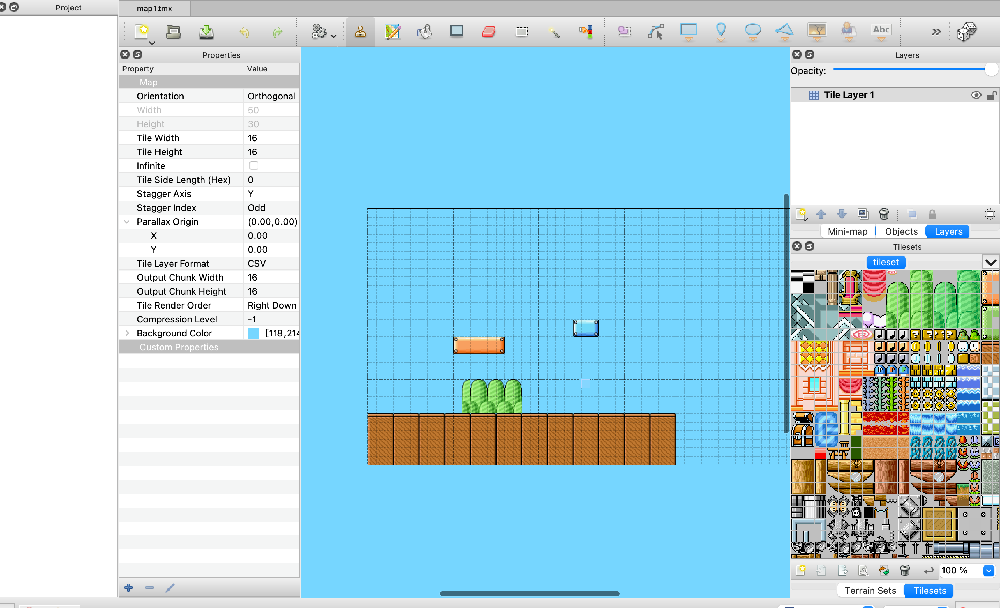 Project
map1.tmx
Abc
Properties
Property Value
Map
Orientation Orthogonal
Width 50
Height 30
Tile Width 16
Tile Height 16
Infinite
Tile Side Length (Hex) 0
Stagger Axis Y
Stagger Index Odd
Parallax Origin (0.00,0.00)
X 0.00
Y 0.00
Tile Layer Format CSV
Output Chunk Width 16
Output Chunk Height 16
Tile Render Order Right Down
Compression Level -1
Background Color [118,214
Custom Properties
Layers
Opacity:
Tile Layer 1
Mini-map Objects Layers
Tilesets
tileset
? ? ?
P P P
100 %
Terrain Sets Tilesets